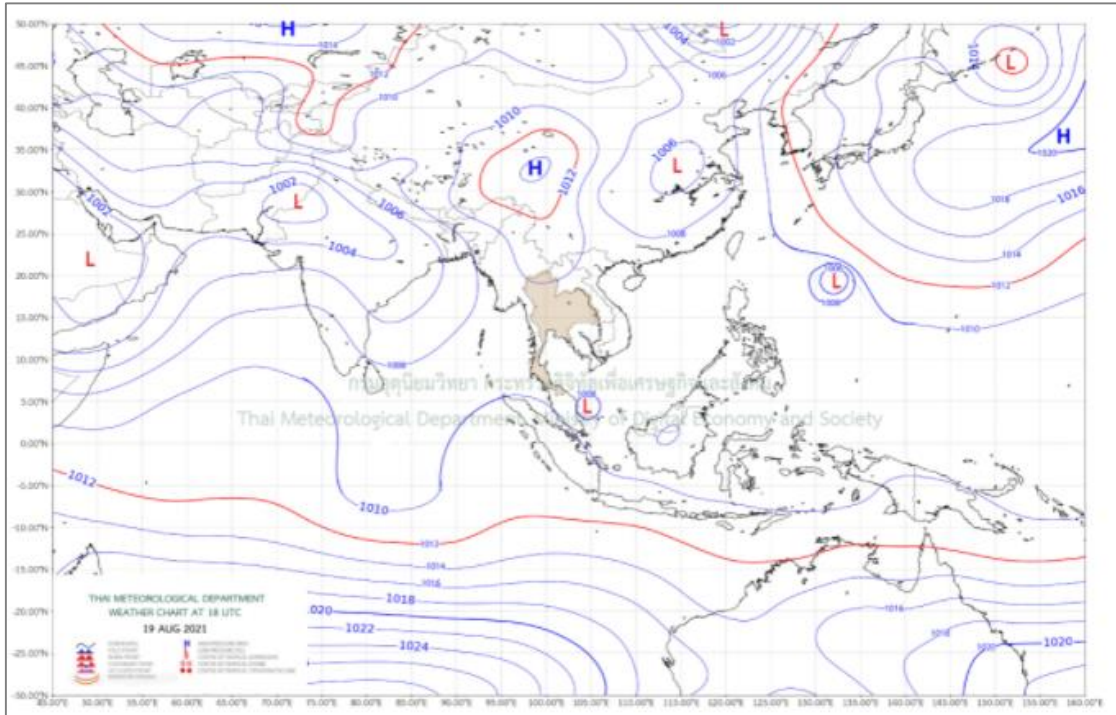 50.00°N
45.00°N
40.00°N
35.00°N
30.00°N
25.00°N
20.00°N
15.00°N
10.00°N
5.00°N
0.00°N
-5.00°N
-10.00°N
-15.00°N
-20.00°N
-25.00°N
-30.00°N
H
1014
1012
1010
1004
L
1002
1006
1014
L
H
1020
1010
H
1012
1006
L
1008
1018
1016
1014
1012
1010
1002
L
1006
1004
1002
L
1006
L
1008
1008
1008
L
กรมอุตุนิยมวิทยา กระทรวงดิจิทัลเพื่อเศรษฐกิจและสังคม
Thai Meteorological Department Ministry of Digital Economy and Society
1012
1010
1012
1014
1016
1018
1020
1022
1024
1016
1018
1020
1020
THAI METEOROLOGICAL DEPARTMENT
WEATHER CHART AT 18 UTC
19 AUG 2021
H
L
45.00°E 50.00°E 55.00°E 60.00°E 65.00°E 70.00°E 75.00°E 80.00°E 85.00°E 90.00°E 95.00°E 100.00°E 105.00°E 110.00°E 115.00°E 120.00°E 125.00°E 130.00°E 135.00°E 140.00°E 145.00°E 150.00°E 155.00°E 160.00°E